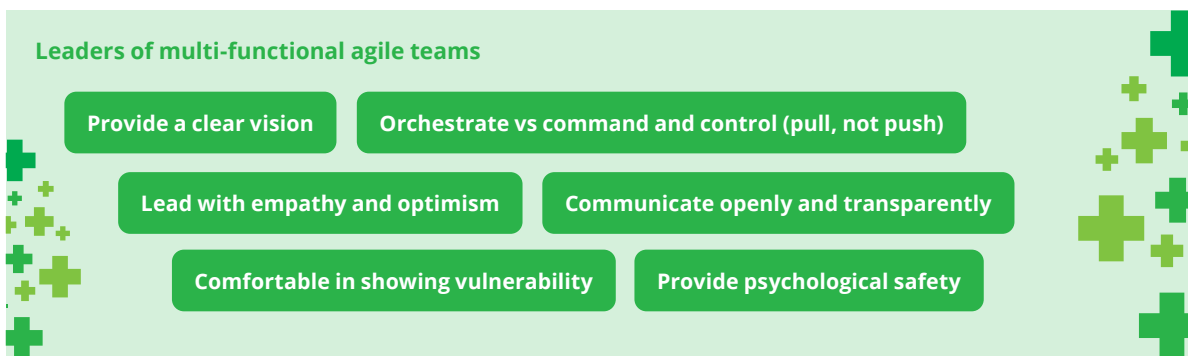 Leaders of multi-functional agile teams
Provide a clear vision
Orchestrate vs command and control (pull, not push)
Lead with empathy and optimism
Communicate openly and transparently
Comfortable in showing vulnerability
Provide psychological safety